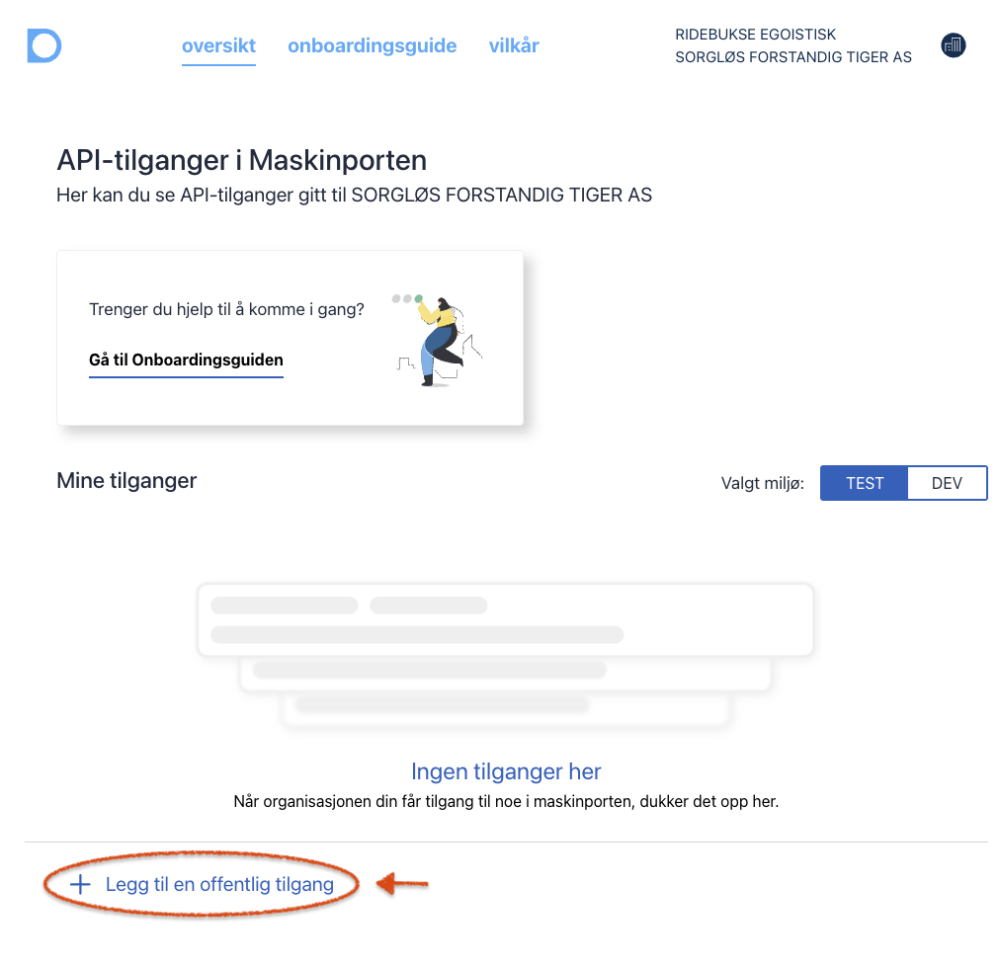 oversikt onboardingsguide vilkår
RIDEBUKSE EGOISTISK
SORGLØS FORSTANDIG TIGER AS
API-tilganger i Maskinporten
Her kan du se API-tilganger gitt til SORGLØS FORSTANDIG TIGER AS
Trenger du hjelp til å komme i gang?
Gå til Onboardingsguiden
Mine tilganger
Valgt miljø: TEST DEV
Ingen tilganger her
Når organisasjonen din får tilgang til noe i maskinporten, dukker det opp her.
+ Legg til en offentlig tilgang